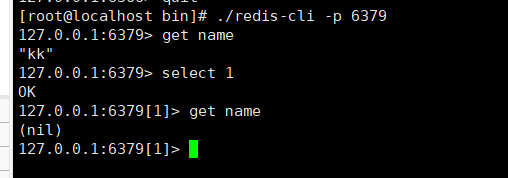 [root@localhost bin]# ./redis-cli -p 6379
127.0.0.1:6379> get name
"kk"
127.0.0.1:6379> select 1
OK
127.0.0.1:6379[1]> get name
(nil)
127.0.0.1:6379[1]>